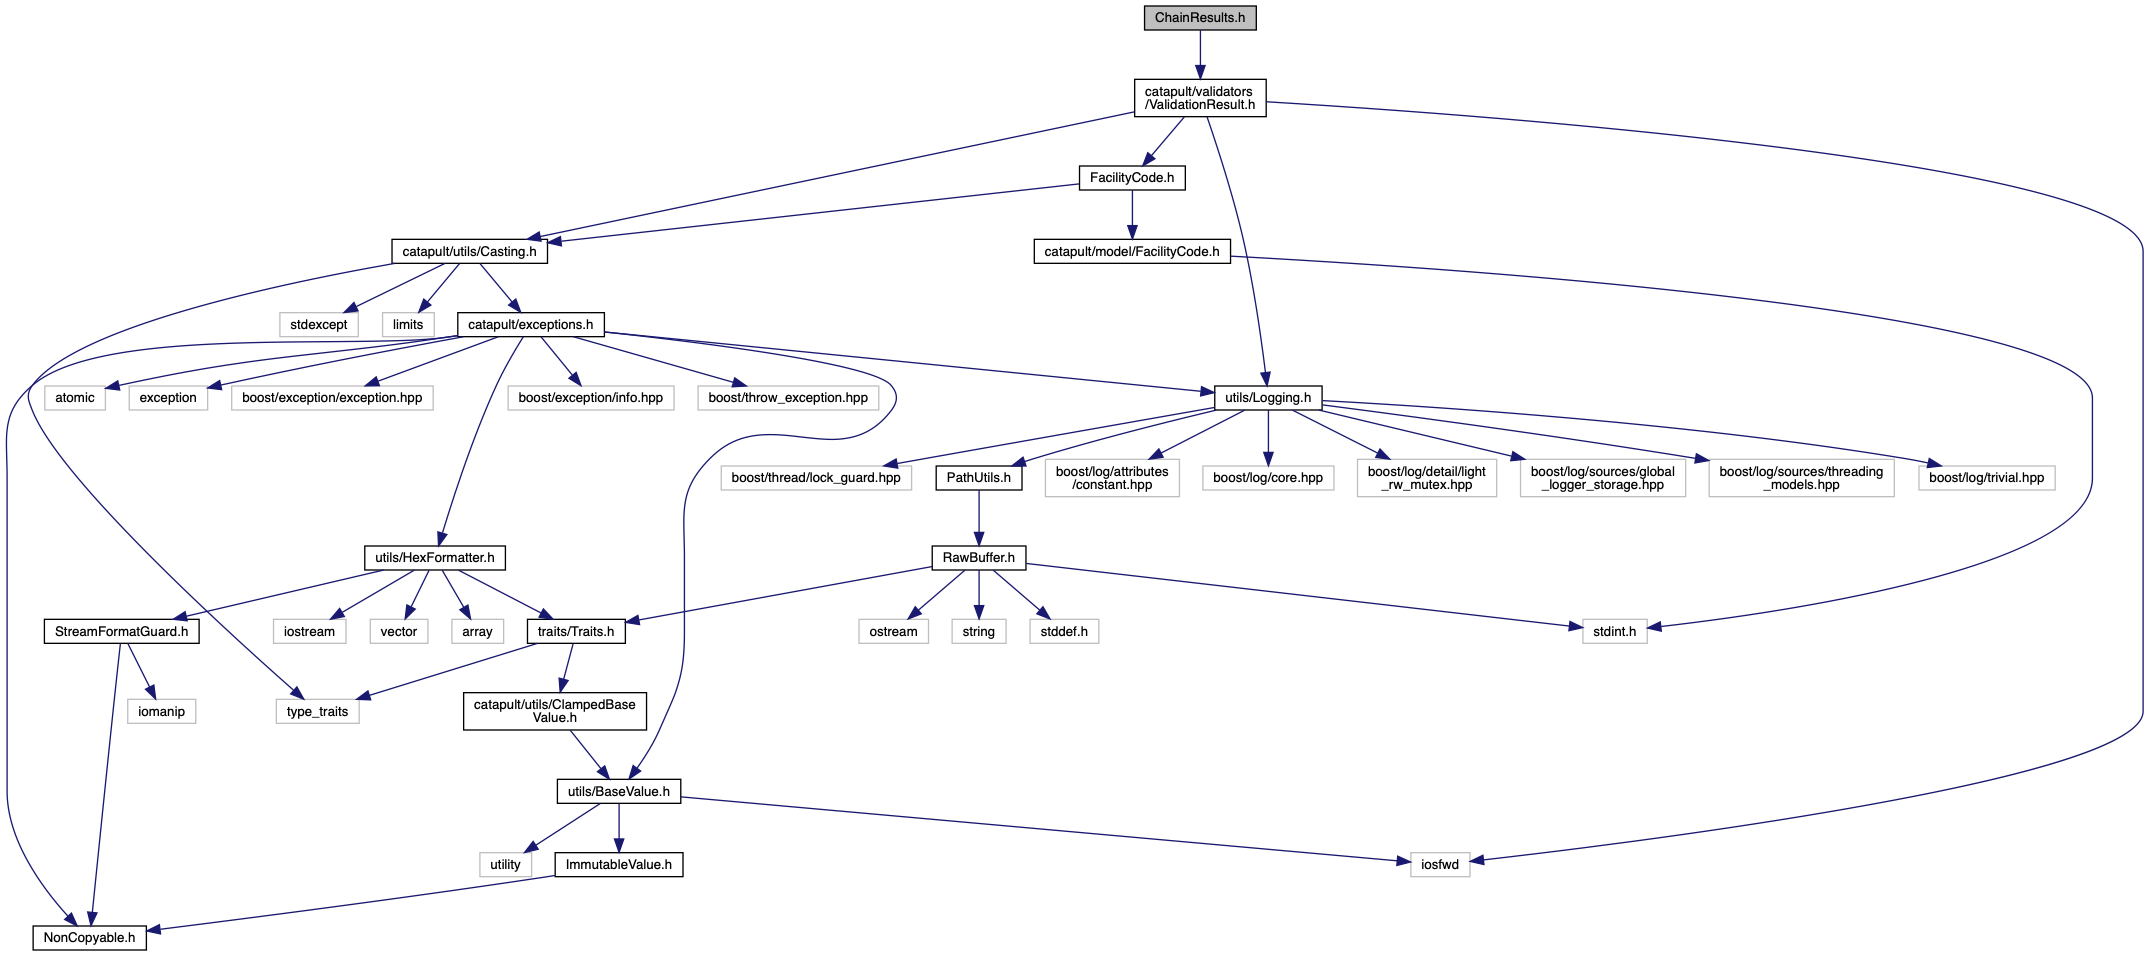 ChainResults.h
catapult/validators
/ValidationResult.h
FacilityCode.h
catapult/utils/Casting.h
catapult/model/FacilityCode.h
stdexcept
limits
catapult/exceptions.h
atomic
exception
boost/exception/exception.hpp
boost/exception/info.hpp
boost/throw_exception.hpp
utils/Logging.h
boost/thread/lock_guard.hpp
PathUtils.h
boost/log/attributes
/constant.hpp
boost/log/core.hpp
boost/log/detail/light
_rw_mutex.hpp
boost/log/sources/global
_logger_storage.hpp
boost/log/sources/threading
_models.hpp
boost/log/trivial.hpp
utils/HexFormatter.h
RawBuffer.h
StreamFormatGuard.h
iostream
vector
array
traits/Traits.h
ostream
string
stddef.h
stdint.h
iomanip
type_traits
catapult/utils/ClampedBase
Value.h
utils/BaseValue.h
utility
ImmutableValue.h
iosfwd
NonCopyable.h